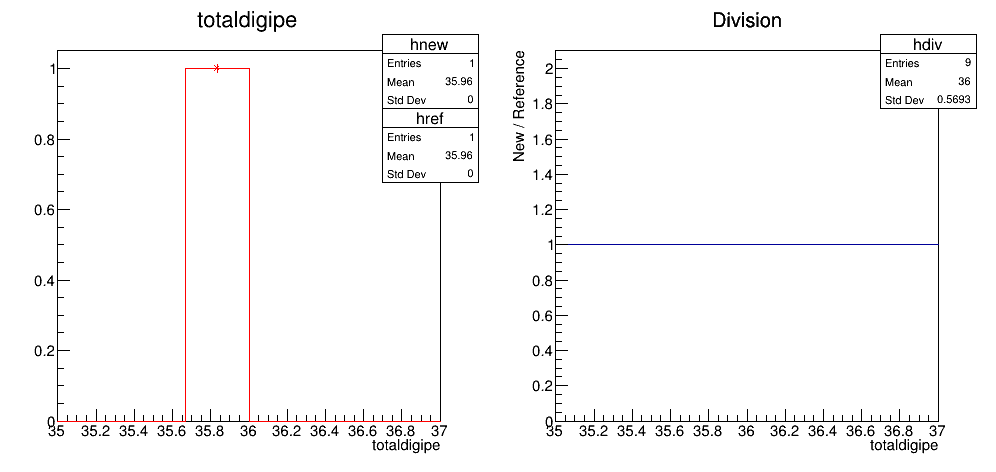 totaldigipe
hnew
Entries 1
Mean 35.96
Std Dev 0
href
Entries 1
Mean 35.96
Std Dev 0
1
0.8
0.6
0.4
0.2
0
35 35.2 35.4 35.6 35.8 36 36.2 36.4 36.6 36.8 37
totaldigipe
Division
hdiv
Entries 9
Mean 36
Std Dev 0.5693
New / Reference
2
1.8
1.6
1.4
1.2
1
0.8
0.6
0.4
0.2
0
35 35.2 35.4 35.6 35.8 36 36.2 36.4 36.6 36.8 37
totaldigipe